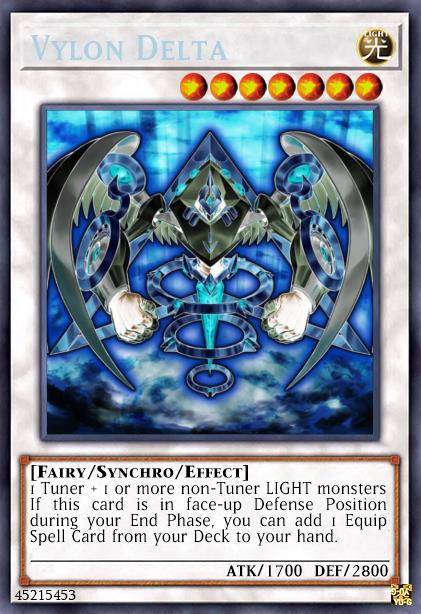 Vylon Delta
LIGHT
光
[Fairy/Synchro/Effect]
1 Tuner + 1 or more non-Tuner LIGHT monsters
If this card is in face-up Defense Position
during your End Phase, you can add 1 Equip
Spell Card from your Deck to your hand.
ATK/1700 DEF/2800
45215453